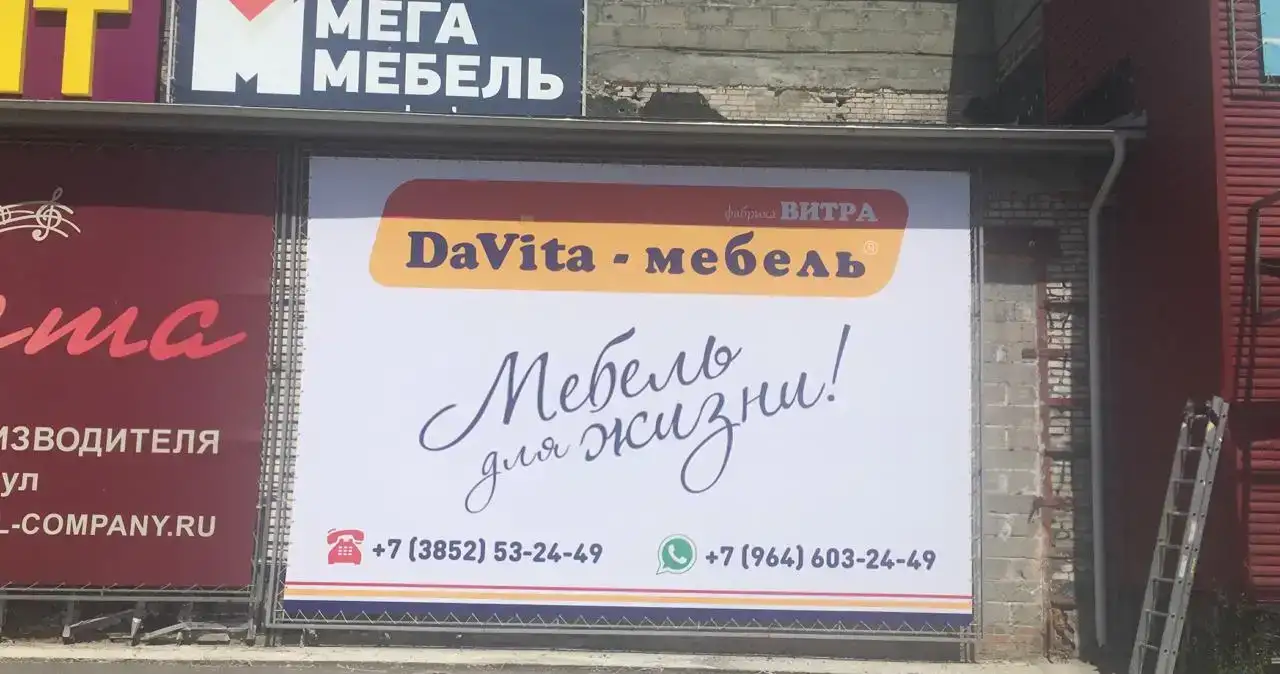 МЕГА
МЕБЕЛЬ
фабрика ВИТРА
DaVita - мебель®
Мебель
для жизни!
+7 (3852) 53-24-49
+7 (964) 603-24-49
ИЗВОДИТЕЛЯ
ул
L-COMPANY.RU